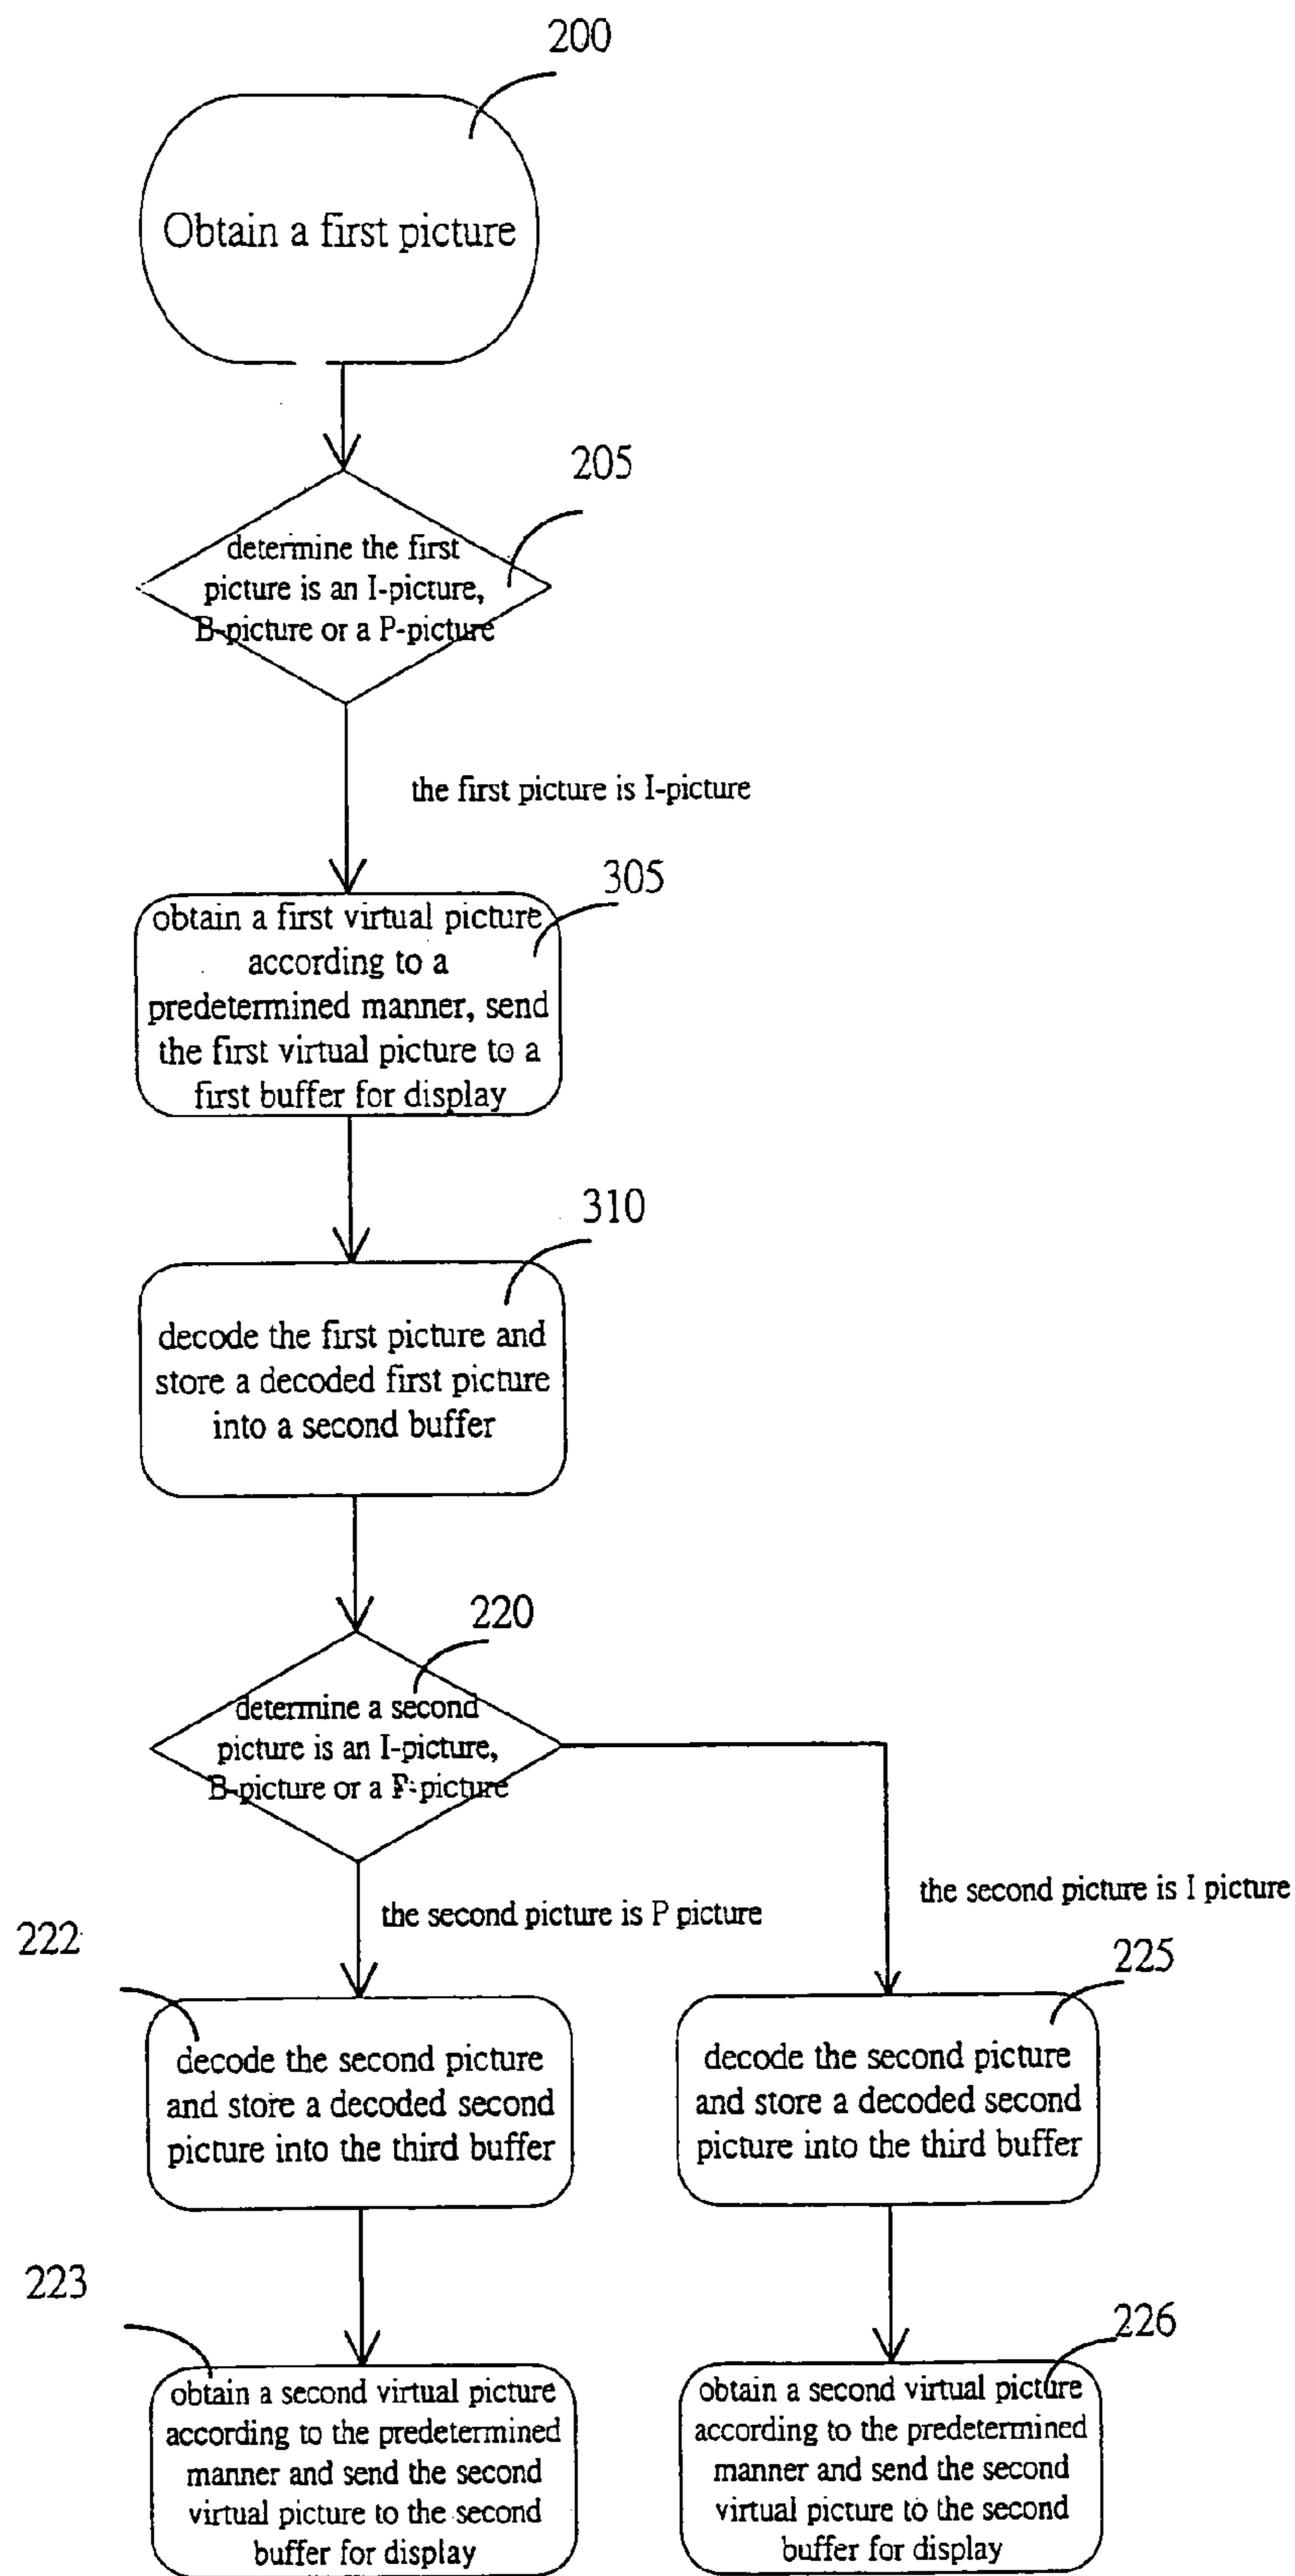 200
Obtain a first picture
205
determine the first
picture is an I-picture,
B-picture or a P-picture
the first picture is I-picture
305
obtain a first virtual picture
according to a
predetermined manner, send
the first virtual picture to a
first buffer for display
310
decode the first picture and
store a decoded first picture
into a second buffer
220
determine a second
picture is an I-picture,
B-picture or a P-picture
the second picture is P picture
the second picture is I picture
222
decode the second picture
and store a decoded second
picture into the third buffer
225
decode the second picture
and store a decoded second
picture into the third buffer
223
obtain a second virtual picture
according to the predetermined
manner and send the second
virtual picture to the second
buffer for display
226
obtain a second virtual picture
according to the predetermined
manner and send the second
virtual picture to the second
buffer for display